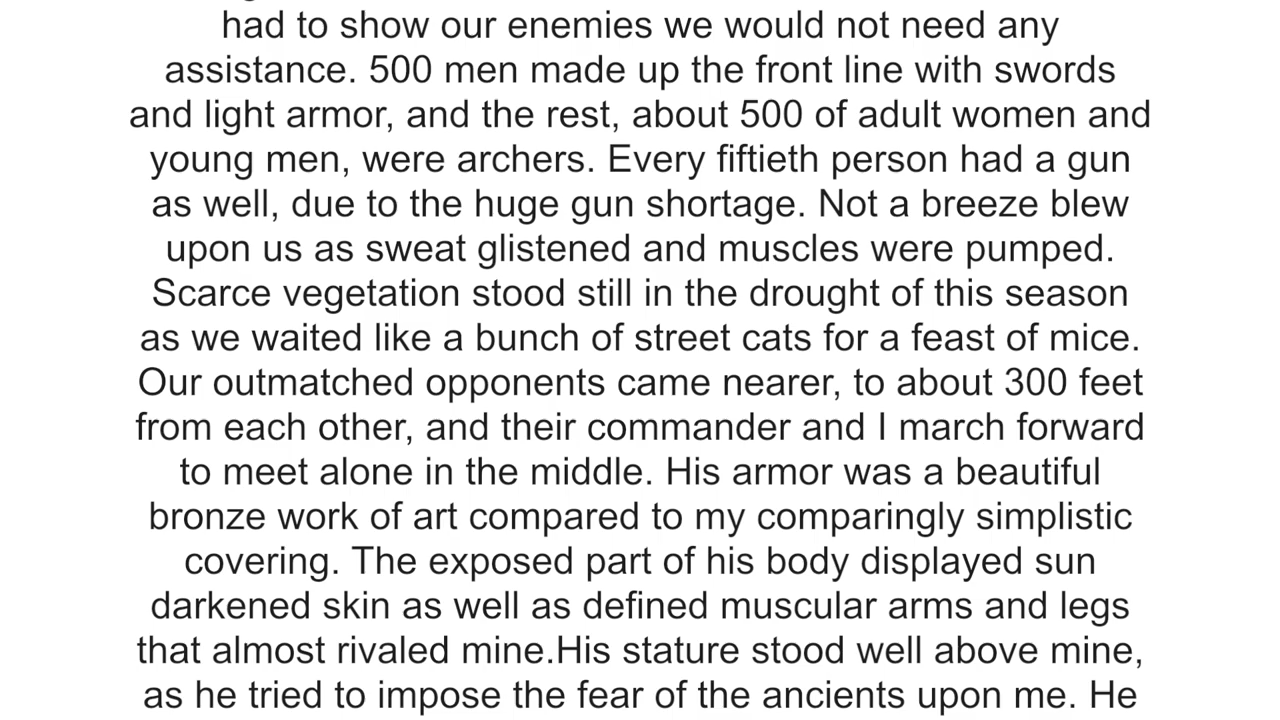 had to show our enemies we would not need any
assistance. 500 men made up the front line with swords
and light armor, and the rest, about 500 of adult women and
young men, were archers. Every fiftieth person had a gun
as well, due to the huge gun shortage. Not a breeze blew
upon us as sweat glistened and muscles were pumped.
Scarce vegetation stood still in the drought of this season
as we waited like a bunch of street cats for a feast of mice.
Our outmatched opponents came nearer, to about 300 feet
from each other, and their commander and I march forward
to meet alone in the middle. His armor was a beautiful
bronze work of art compared to my comparingly simplistic
covering. The exposed part of his body displayed sun
darkened skin as well as defined muscular arms and legs
that almost rivaled mine.His stature stood well above mine,
as he tried to impose the fear of the ancients upon me. He